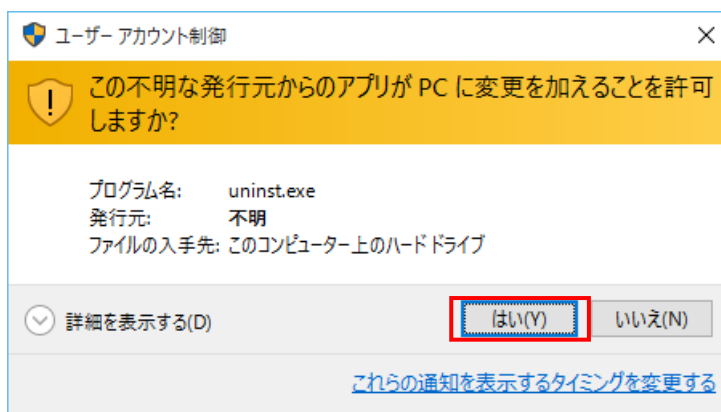 ユーザー アカウント制御
この不明な発行元からのアプリが PC に変更を加えることを許可
しますか?
プログラム名: uninst.exe
発行元: 不明
ファイルの入手先: このコンピューター上のハード ドライブ
詳細を表示する(D)
はい(Y)
いいえ(N)
これらの通知を表示するタイミングを変更する